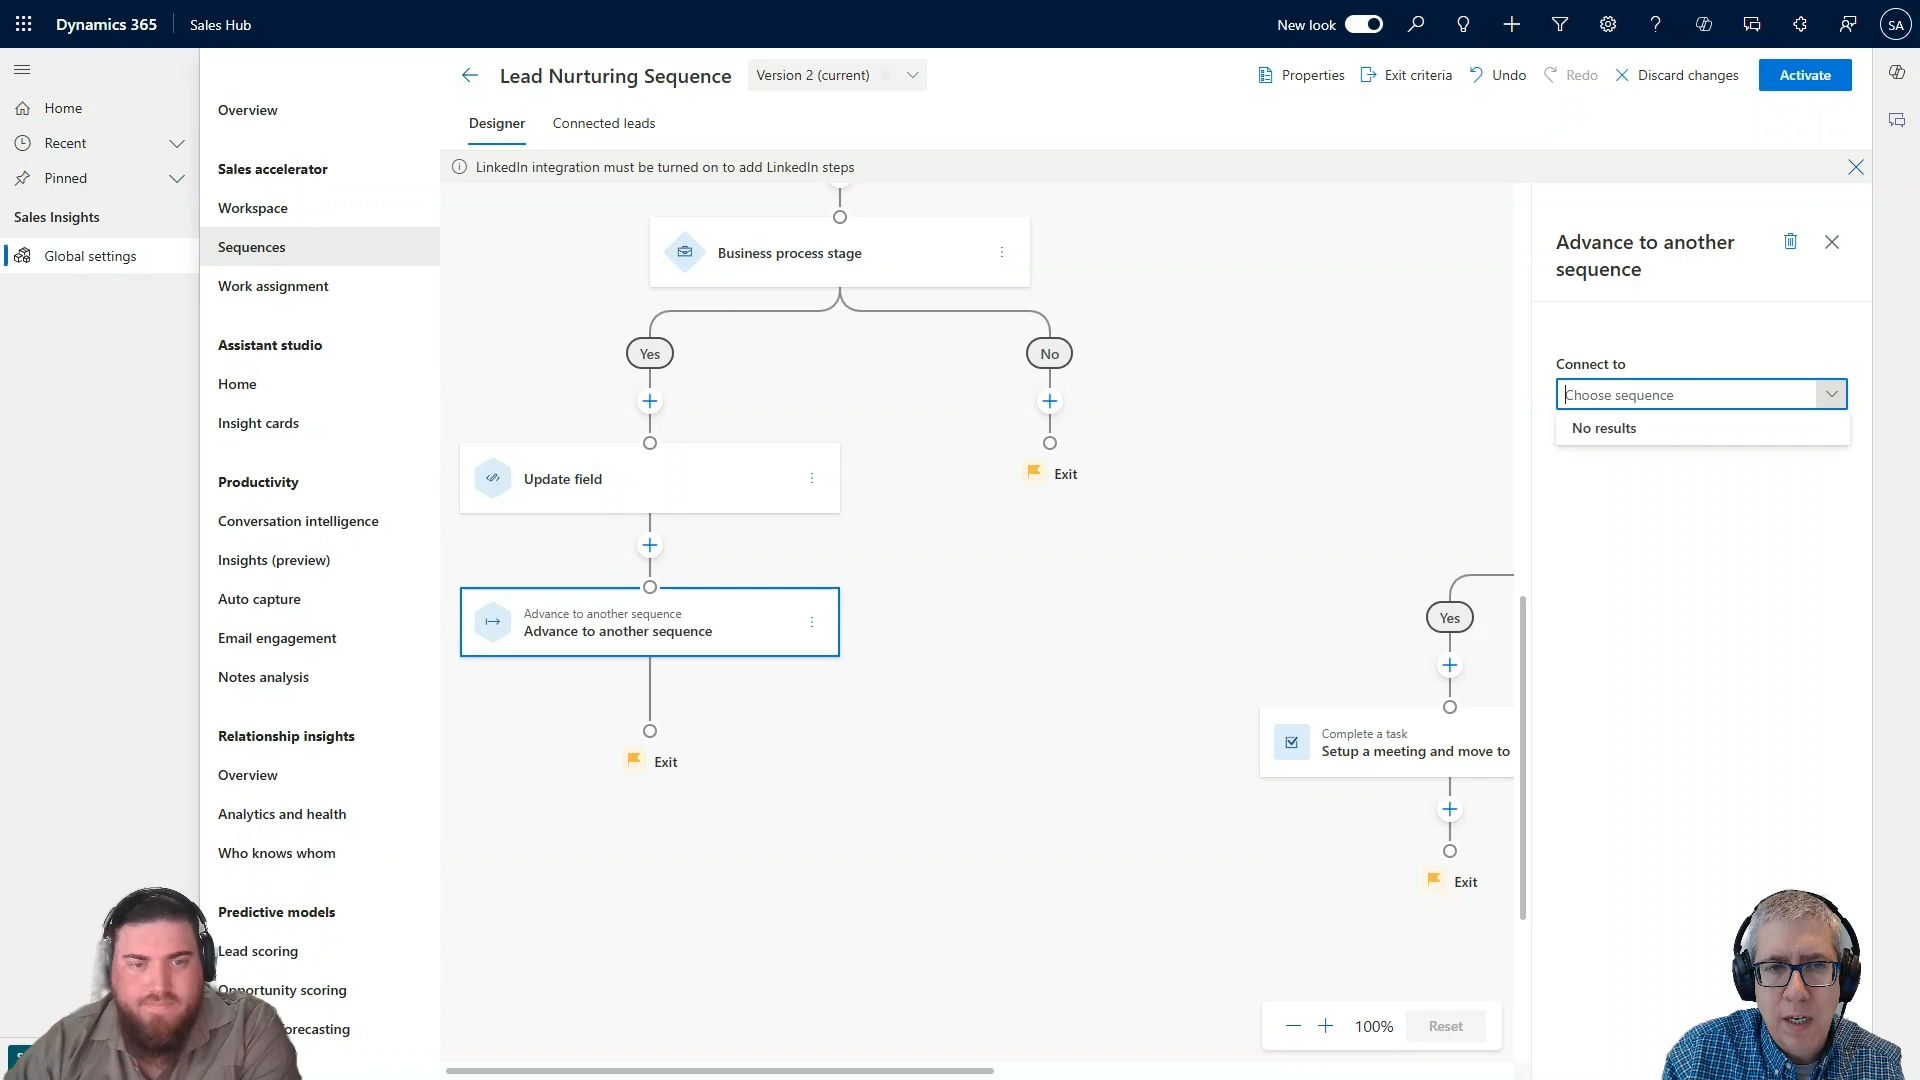 Dynamics 365
Sales Hub
New look
SA
Home
Recent
Pinned
Sales Insights
Global settings
Overview
Sales accelerator
Workspace
Sequences
Work assignment
Assistant studio
Home
Insight cards
Productivity
Conversation intelligence
Insights (preview)
Auto capture
Email engagement
Notes analysis
Relationship insights
Overview
Analytics and health
Who knows whom
Predictive models
Lead scoring
Opportunity scoring
forecasting
Lead Nurturing Sequence
Version 2 (current)
Properties
Exit criteria
Undo
Redo
Discard changes
Activate
Designer
Connected leads
LinkedIn integration must be turned on to add LinkedIn steps
Business process stage
Yes
No
Exit
Update field
Advance to another sequence
Advance to another sequence
Exit
Yes
Complete a task
Setup a meeting and move to
Exit
100%
Reset
Advance to another
sequence
Connect to
Choose sequence
No results